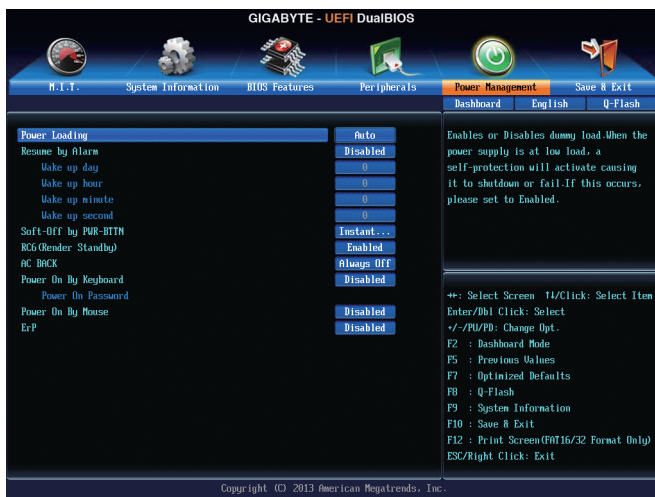 GIGABYTE - UEFI DualBIOS
M.I.T. System Information BIOS Features Peripherals Power Management Save & Exit
Dashboard English Q-Flash
Power Loading Auto
Resume by Alarm Disabled
Wake up day 0
Wake up hour 0
Wake up minute 0
Wake up second 0
Soft-Off by PWR-BTTN Instant...
RC6(Render Standby) Enabled
AC BACK Always Off
Power On By Keyboard Disabled
Power On Password
Power On By Mouse Disabled
ErP Disabled
Enables or Disables dummy load.When the
power supply is at low load, a
self-protection will activate causing
it to shutdown or fail.If this occurs,
please set to Enabled.
↔: Select Screen ↑↓/Click: Select Item
Enter/Dbl Click: Select
+/-/PU/PD: Change Opt.
F2 : Dashboard Mode
F5 : Previous Values
F7 : Optimized Defaults
F8 : Q-Flash
F9 : System Information
F10 : Save & Exit
F12 : Print Screen(FAT16/32 Format Only)
ESC/Right Click: Exit
Copyright (C) 2013 American Megatrends, Inc.